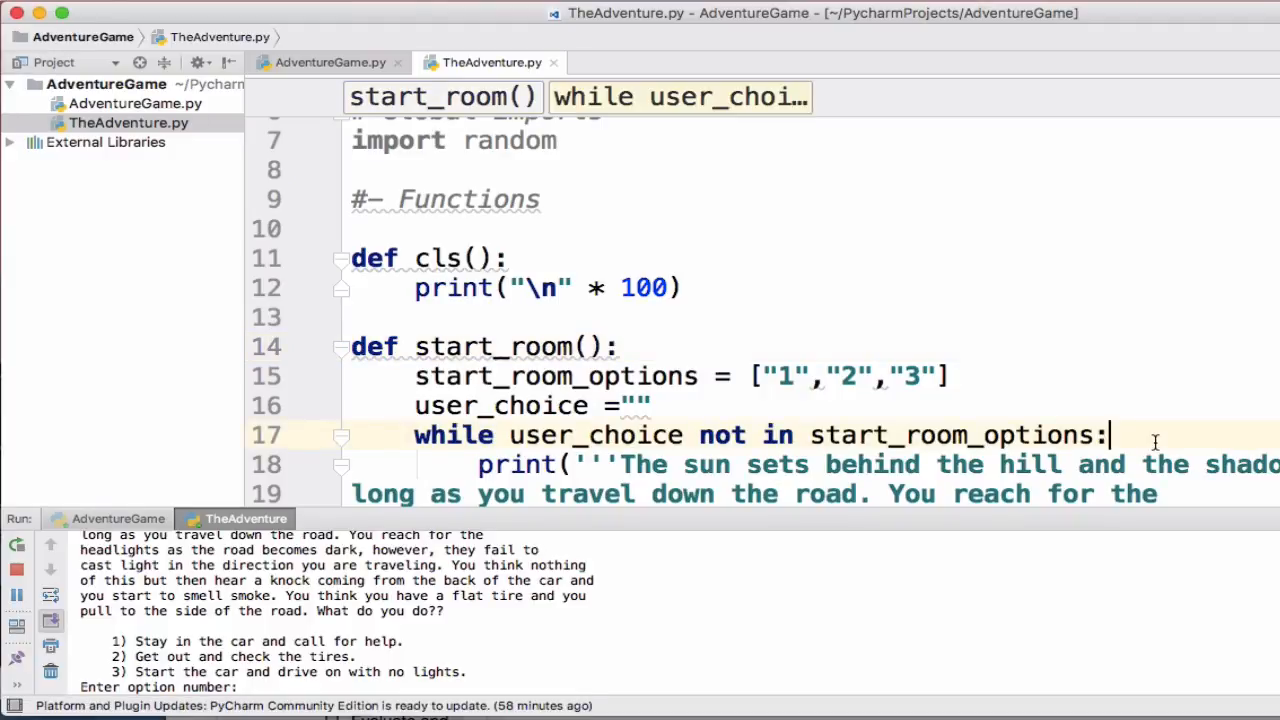 TheAdventure.py - AdventureGame - [~/PycharmProjects/AdventureGame]
AdventureGame TheAdventure.py
Project AdventureGame.py TheAdventure.py
AdventureGame ~/Pycharm
AdventureGame.py
TheAdventure.py
External Libraries
start_room() while user_choi...
# Global Imports
7 import random
8
9 #- Functions
10
11 def cls():
12 print("\n" * 100)
13
14 def start_room():
15 start_room_options = ["1","2","3"]
16 user_choice =""
17 while user_choice not in start_room_options:
18 print('''The sun sets behind the hill and the shado
19 long as you travel down the road. You reach for the
Run: AdventureGame TheAdventure
long as you travel down the road. You reach for the
headlights as the road becomes dark, however, they fail to
cast light in the direction you are traveling. You think nothing
of this but then hear a knock coming from the back of the car and
you start to smell smoke. You think you have a flat tire and you
pull to the side of the road. What do you do??
1) Stay in the car and call for help.
2) Get out and check the tires.
3) Start the car and drive on with no lights.
Enter option number:
Platform and Plugin Updates: PyCharm Community Edition is ready to update. (58 minutes ago)